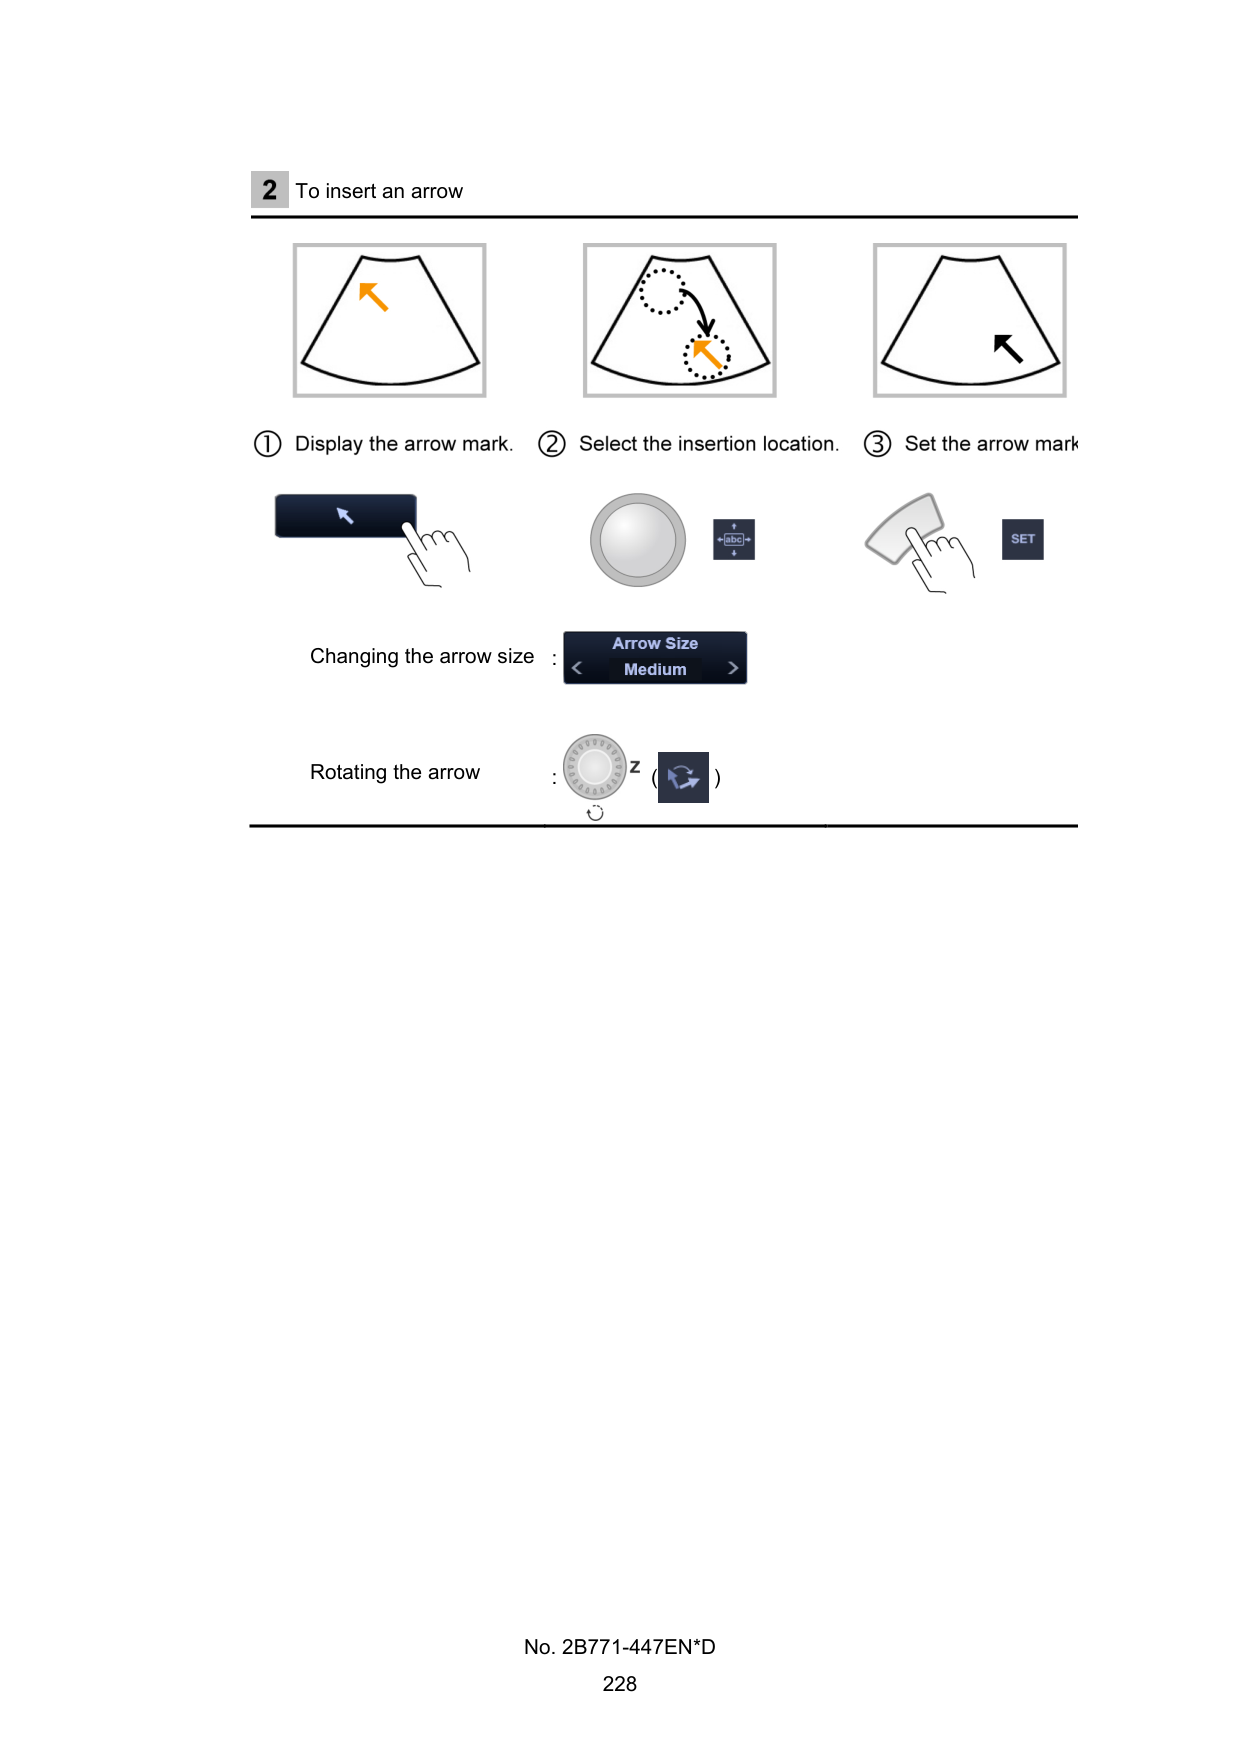 2 To insert an arrow
① Display the arrow mark. ② Select the insertion location. ③ Set the arrow mark
abc
SET
Changing the arrow size : Arrow Size
Medium
Rotating the arrow : Z ( )
No. 2B771-447EN*D
228